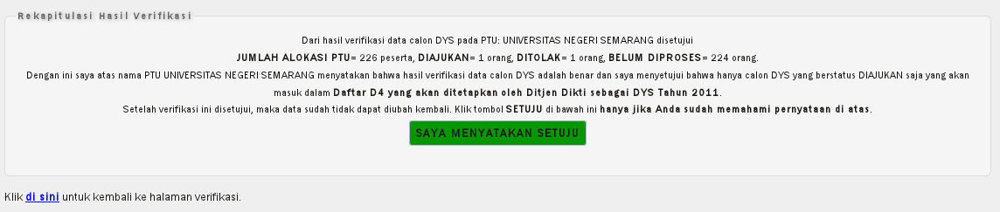 Rekapitulasi Hasil Verifikasi
Dari hasil verifikasi data calon DYS pada PTU: UNIVERSITAS NEGERI SEMARANG disetujui
JUMLAH ALOKASI PTU= 226 peserta, DIAJUKAN= 1 orang, DITOLAK= 1 orang, BELUM DIPROSES= 224 orang.
Dengan ini saya atas nama PTU UNIVERSITAS NEGERI SEMARANG menyatakan bahwa hasil verifikasi data calon DYS adalah benar dan saya menyetujui bahwa hanya calon DYS yang berstatus DIAJUKAN saja yang akan
masuk dalam Daftar D4 yang akan ditetapkan oleh Ditjen Dikti sebagai DYS Tahun 2011.
Setelah verifikasi ini disetujui, maka data sudah tidak dapat diubah kembali. Klik tombol SETUJU di bawah ini hanya jika Anda sudah memahami pernyataan di atas.
SAYA MENYATAKAN SETUJU
Klik di sini untuk kembali ke halaman verifikasi.